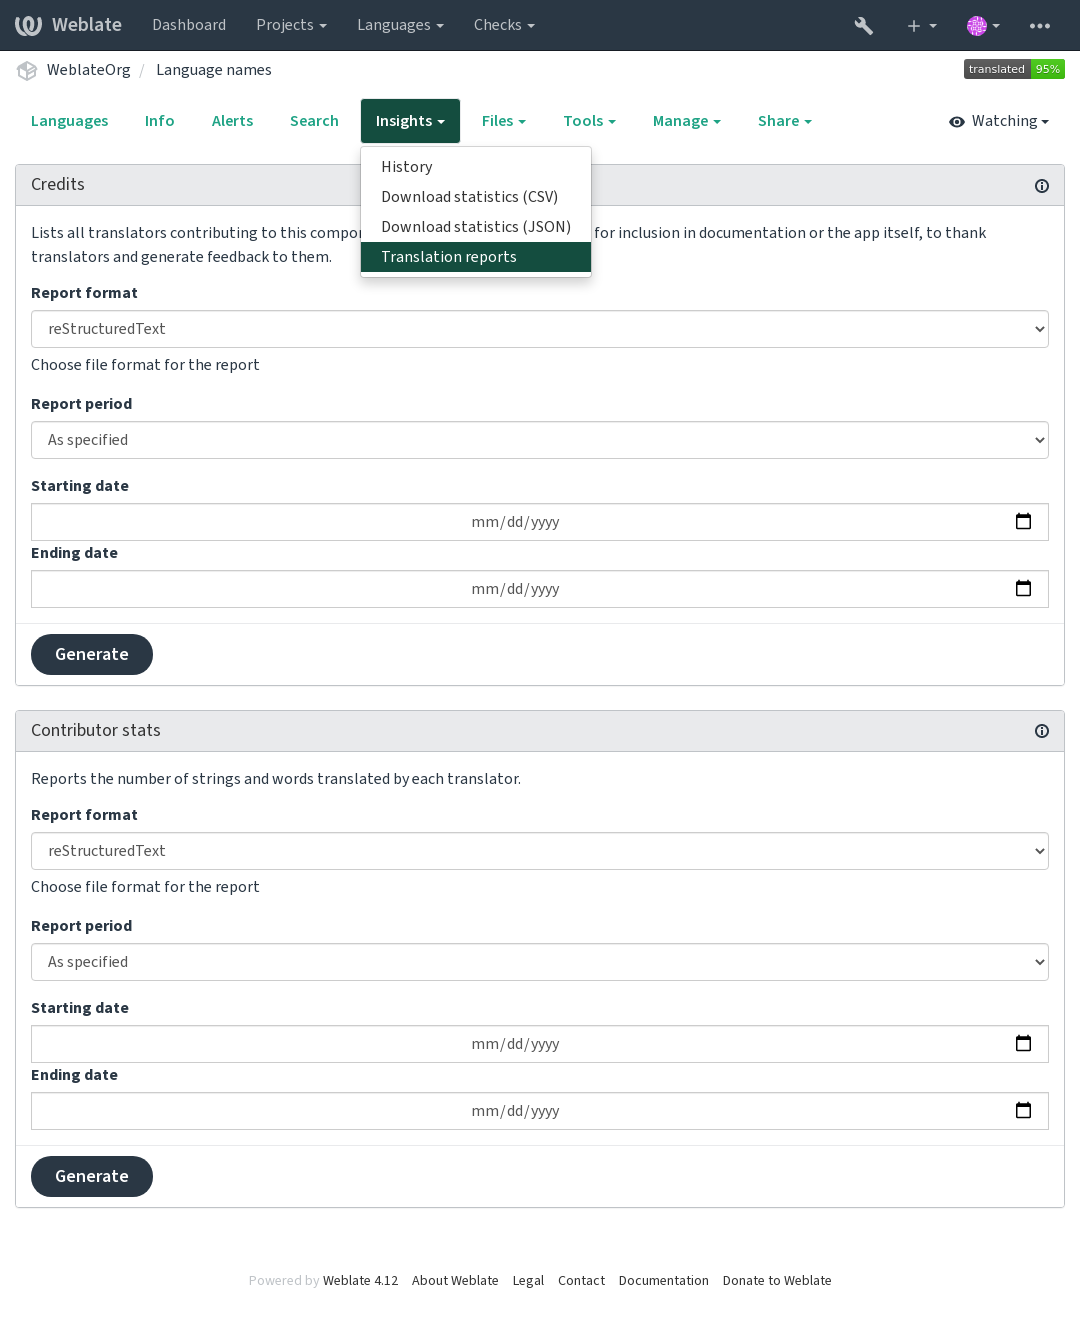 Weblate Dashboard Projects Languages Checks
WeblateOrg / Language names translated 95%
Languages Info Alerts Search Insights Files Tools Manage Share Watching
History
Download statistics (CSV)
Download statistics (JSON)
Translation reports
Credits
Lists all translators contributing to this for inclusion in documentation or the app itself, to thank
translators and generate feedback to them.
Report format
reStructuredText
Choose file format for the report
Report period
As specified
Starting date
mm/dd/yyyy
Ending date
mm/dd/yyyy
Generate
Contributor stats
Reports the number of strings and words translated by each translator.
Report format
reStructuredText
Choose file format for the report
Report period
As specified
Starting date
mm/dd/yyyy
Ending date
mm/dd/yyyy
Generate
Powered by Weblate 4.12 About Weblate Legal Contact Documentation Donate to Weblate